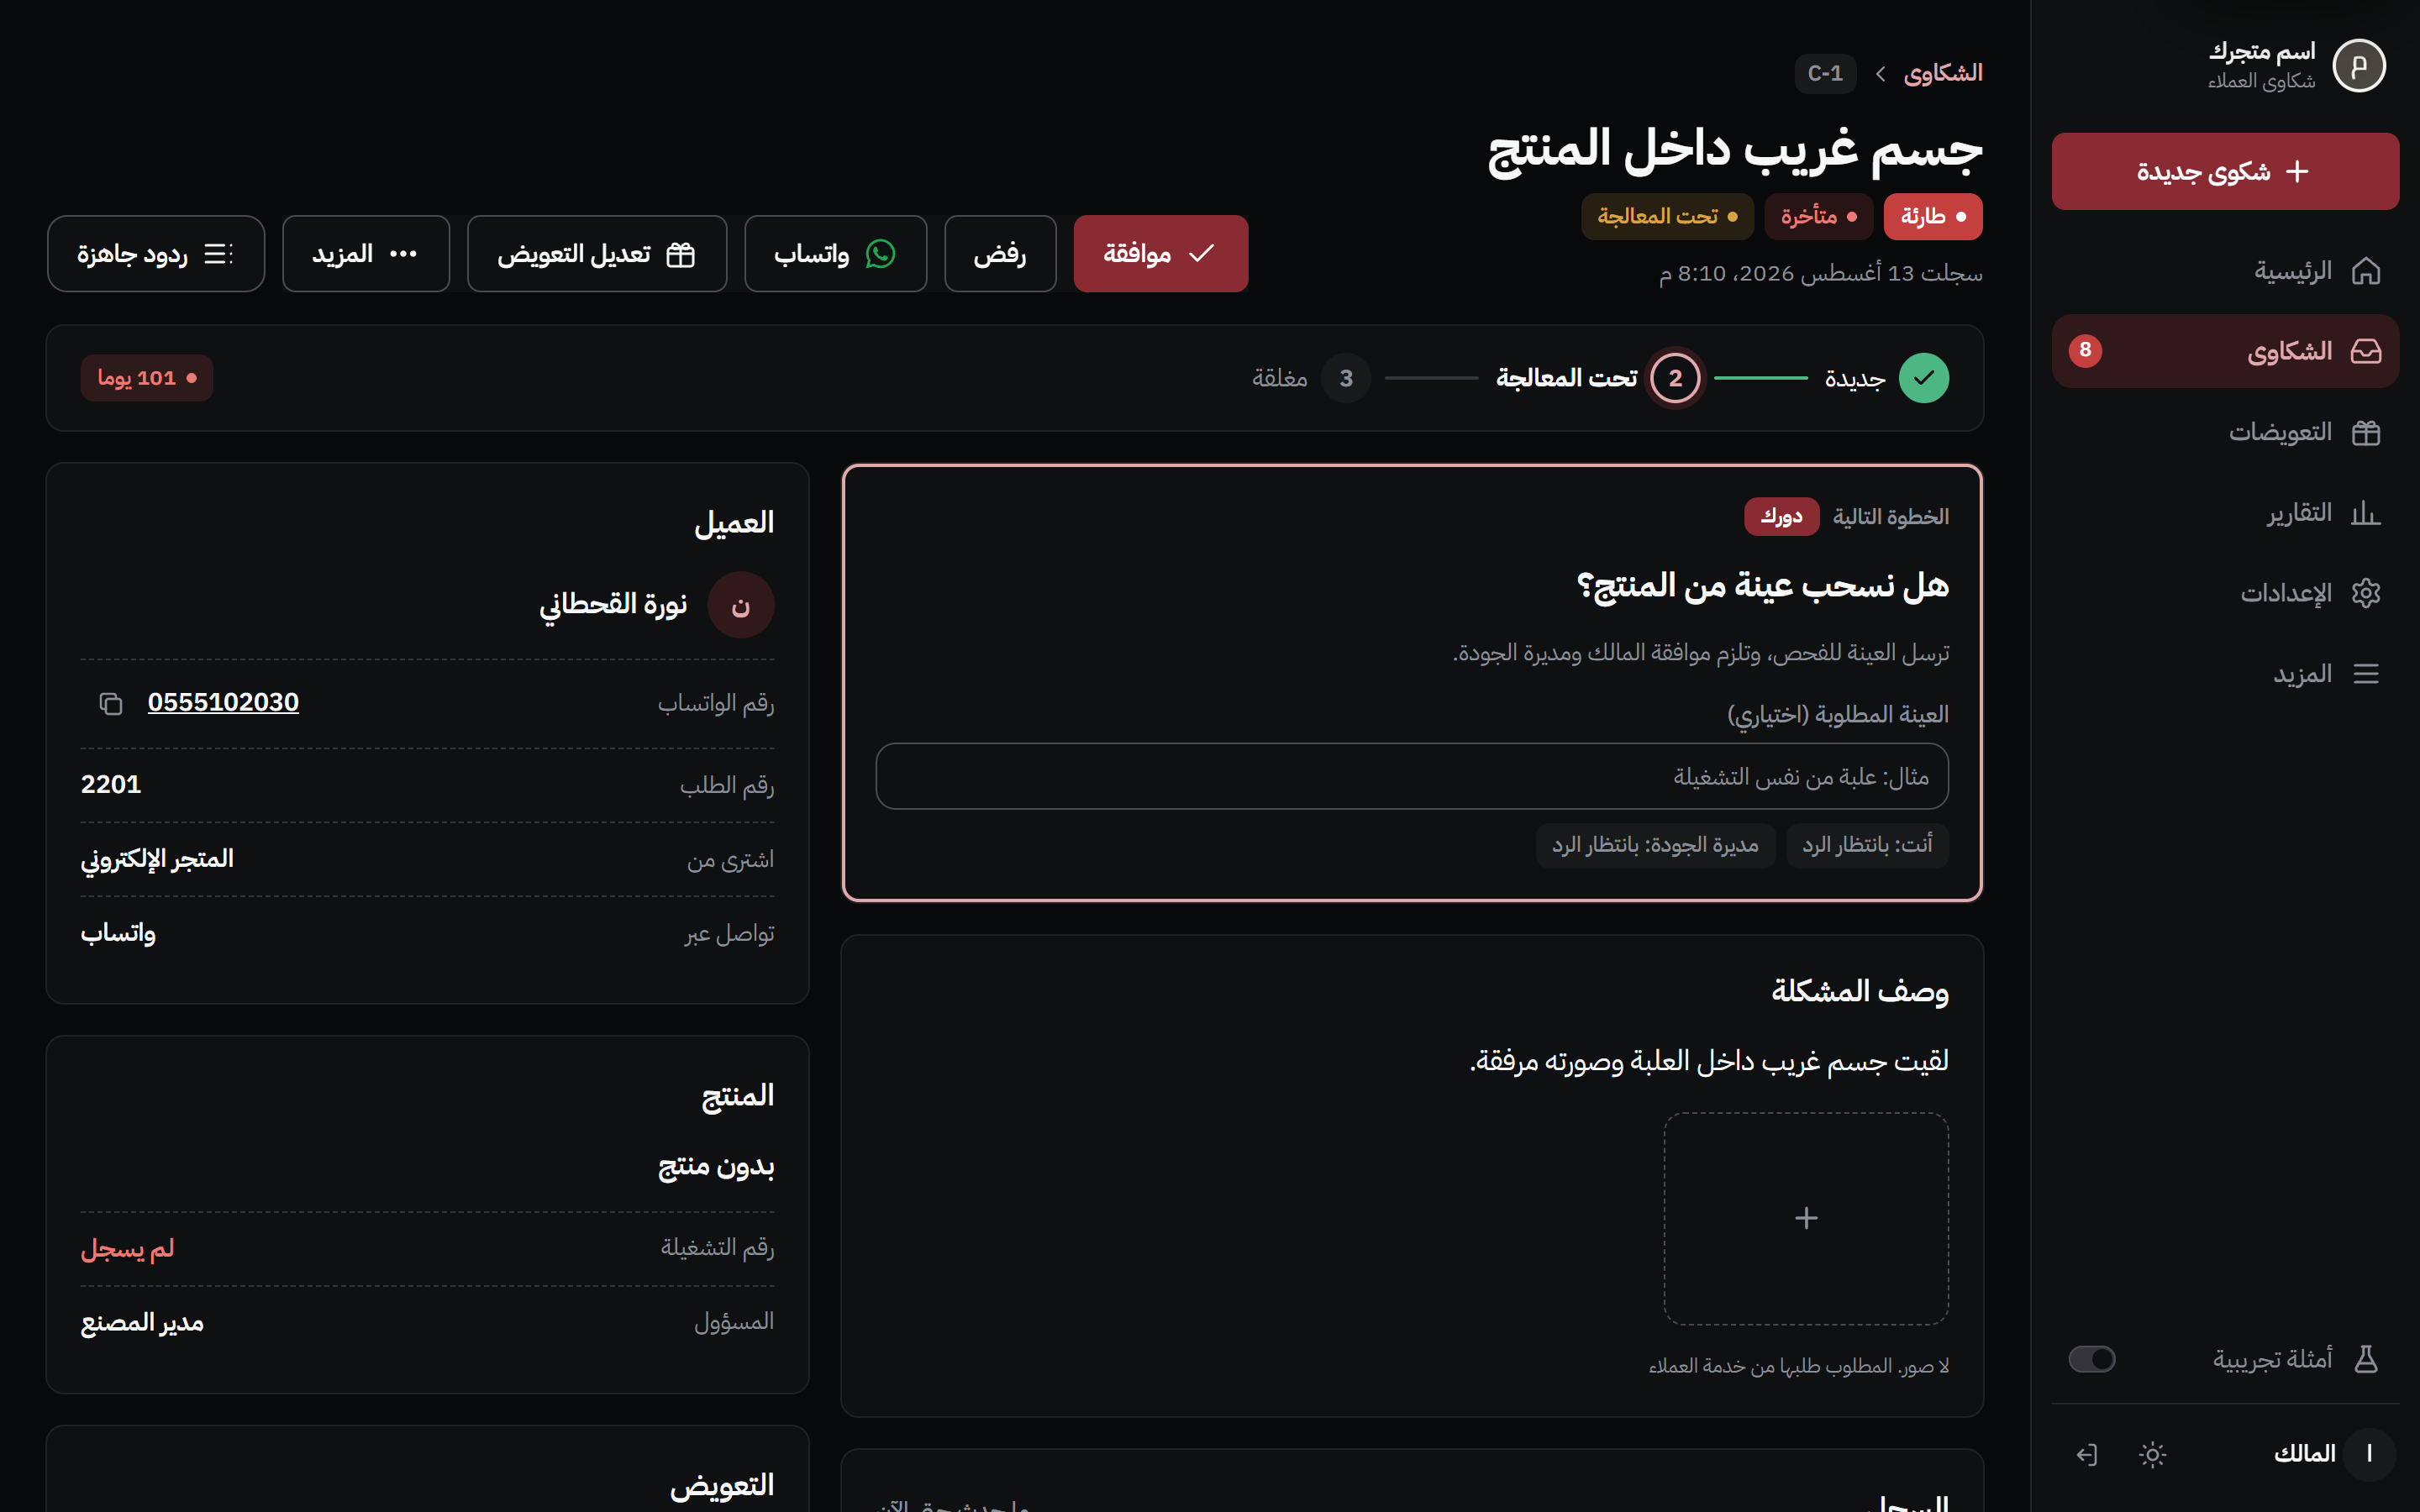 اسم متجرك
شكاوى العملاء
شكوى جديدة
الرئيسية
الشكاوى 8
التعويضات
التقارير
الإعدادات
المزيد
أمثلة تجريبية
ا المالك
الشكاوى C-1
جسم غريب داخل المنتج
طارئة متأخرة تحت المعالجة
سجلت 13 أغسطس 2026، 8:10 م
موافقة رفض واتساب تعديل التعويض المزيد ردود جاهزة
جديدة 2 تحت المعالجة 3 مغلقة 101 يوما
الخطوة التالية دورك
هل نسحب عينة من المنتج؟
ترسل العينة للفحص، وتلزم موافقة المالك ومديرة الجودة.
العينة المطلوبة (اختياري)
مثال: علبة من نفس التشغيلة
أنت: بانتظار الرد مديرة الجودة: بانتظار الرد
وصف المشكلة
لقيت جسم غريب داخل العلبة وصورته مرفقة.
لا صور. المطلوب طلبها من خدمة العملاء
السجل ما حدث حتى الآن
العميل
ن نورة القحطاني
رقم الواتساب 0555102030
رقم الطلب 2201
اشترى من المتجر الإلكتروني
تواصل عبر واتساب
المنتج
بدون منتج
رقم التشغيلة لم يسجل
المسؤول مدير المصنع
التعويض